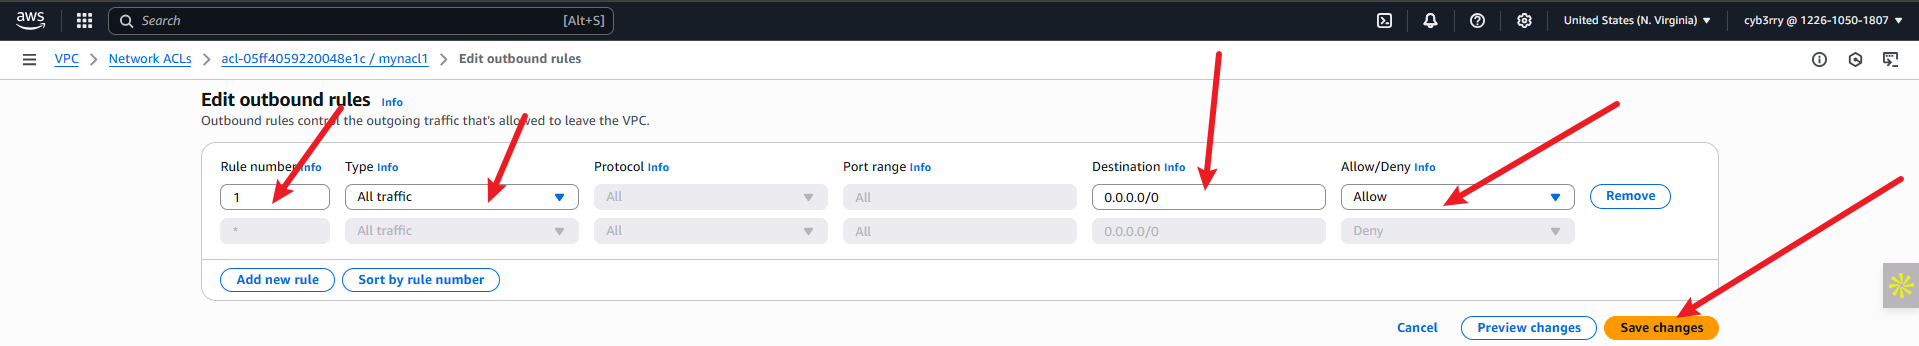 aws
Search [Alt+S]
United States (N. Virginia)
cyb3rry @ 1226-1050-1807
VPC > Network ACLs > acl-05ff4059220048e1c / mynacl1 > Edit outbound rules
Edit outbound rules Info
Outbound rules control the outgoing traffic that's allowed to leave the VPC.
Rule number Info Type Info Protocol Info Port range Info Destination Info Allow/Deny Info
1 All traffic All All 0.0.0.0/0 Allow Remove
* All traffic All All 0.0.0.0/0 Deny
Add new rule Sort by rule number
Cancel Preview changes Save changes